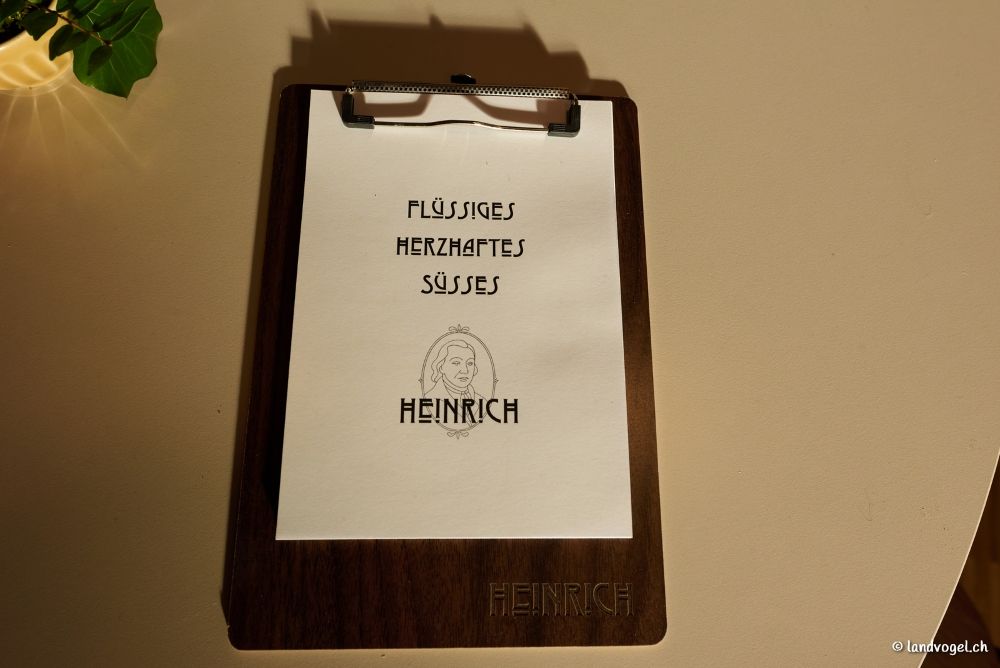 FLÜSSIGES
HERZHAFTES
SÜSSES
HEINRICH
HEINRICH
© landvogel.ch